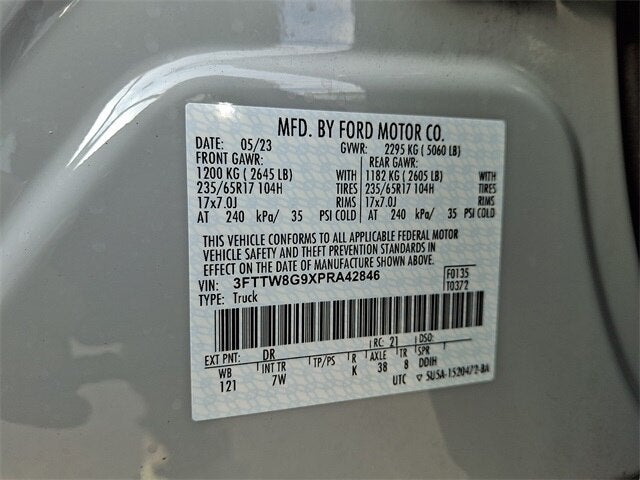 MFD. BY FORD MOTOR CO.
DATE: 05/23 GVWR: 2295 KG ( 5060 LB)
FRONT GAWR: REAR GAWR:
1200 KG ( 2645 LB) WITH 1182 KG ( 2605 LB) WITH
235/65R17 104H TIRES 235/65R17 104H TIRES
17x7.0J RIMS 17x7.0J RIMS
AT 240 kPa/ 35 PSI COLD AT 240 kPa/ 35 PSI COLD
THIS VEHICLE CONFORMS TO ALL APPLICABLE FEDERAL MOTOR
VEHICLE SAFETY AND THEFT PREVENTION STANDARDS IN
EFFECT ON THE DATE OF MANUFACTURE SHOWN ABOVE.
VIN: 3FTTW8G9XPRA42846 F0135
TYPE: Truck T0372
EXT PNT: DR RC: 21 DSO:
WB INT TR TP/PS R AXLE TR SPR
121 7W K 38 8 DDIH
UTC ▽ 5U5A-1520472-BA